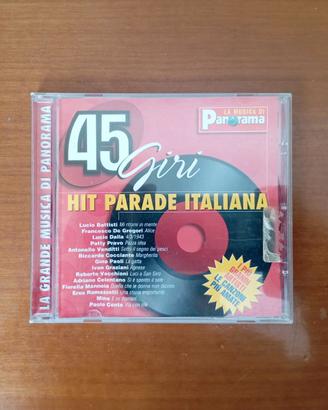 LA GRANDE MUSICA DI PANORAMA
LA MUSICA DI
Panorama
45
Giri
HIT PARADE ITALIANA
Lucio Battisti Mi ritorni in mente
Francesco De Gregori Alice
Lucio Dalla 4/3/1943
Patty Pravo Pazza idea
Antonello Venditti Sotto il segno dei pesci
Riccardo Cocciante Margherita
Gino Paoli La gatta
Ivan Graziani Agnese
Roberto Vecchioni Luci a San Siro
Adriano Celentano Si è spento il sole
Fiorella Mannoia Quello che le donne non dicono
Eros Ramazzotti Una storia importante
Mina E se domani
Paolo Conte Via con me
LE CANZONI
PIÙ AMATE